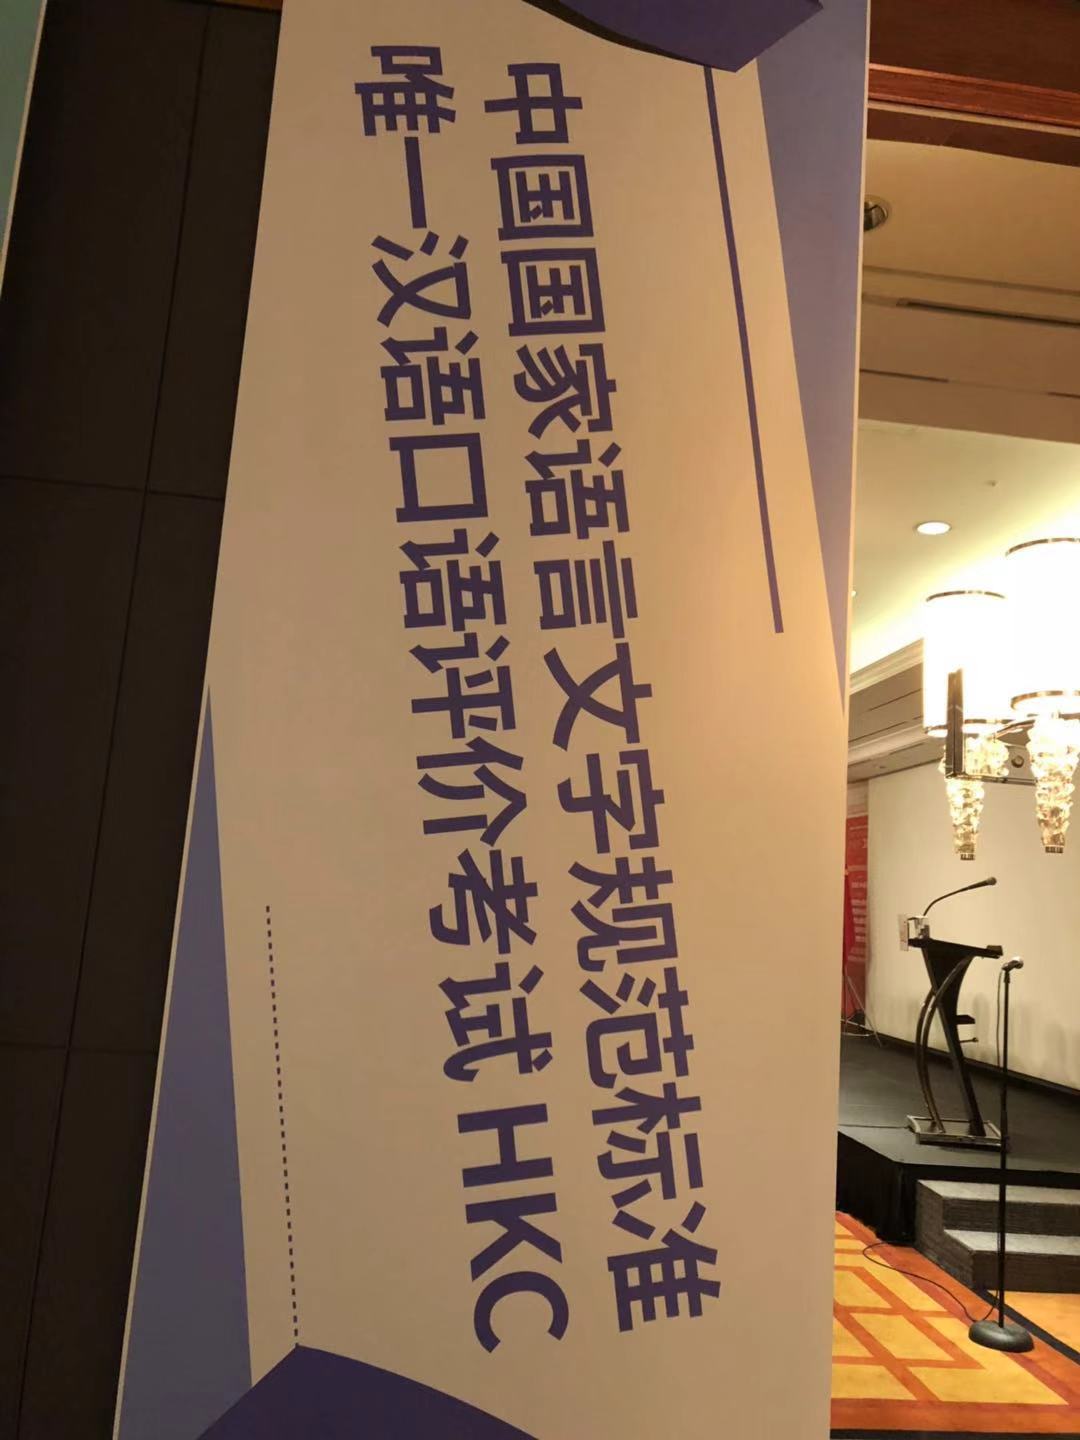 中国国家语言文字规范标准
唯一汉语口语评价考试 HKC